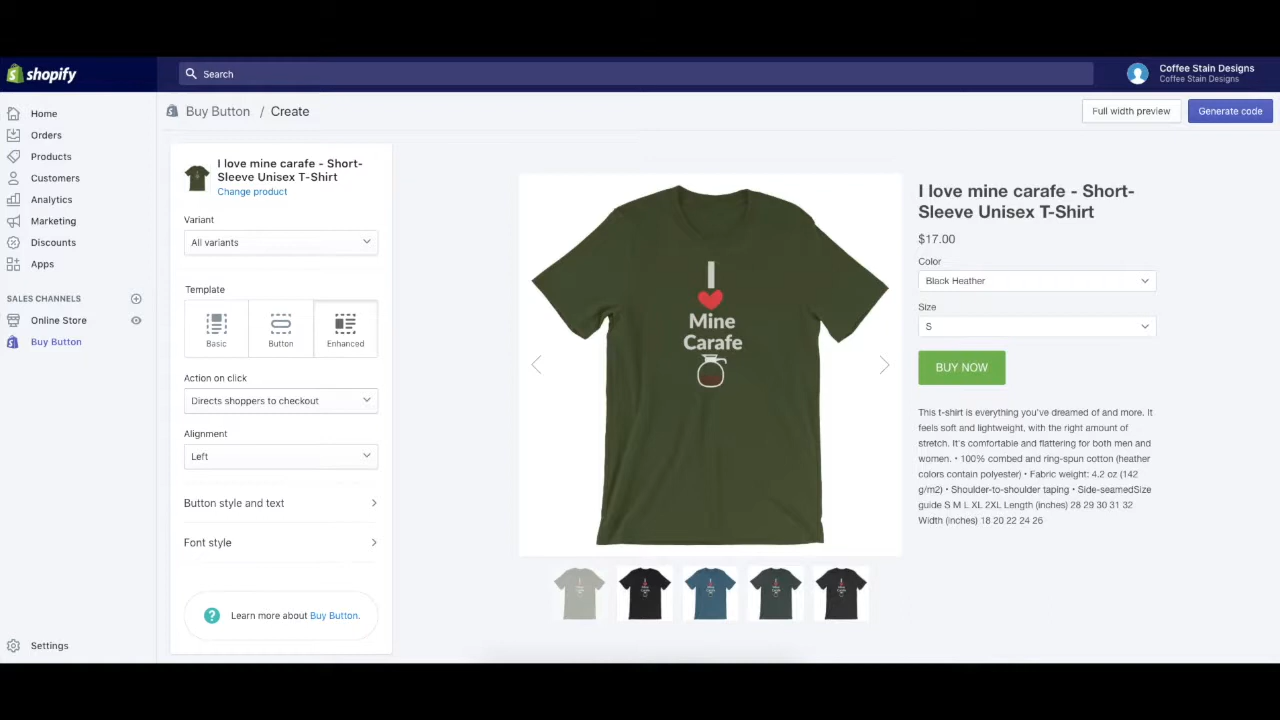 shopify
Search
Coffee Stain Designs
Coffee Stain Designs
Home
Orders
Products
Customers
Analytics
Marketing
Discounts
Apps
SALES CHANNELS
Online Store
Buy Button
Settings
Buy Button / Create
Full width preview
Generate code
I love mine carafe - Short-
Sleeve Unisex T-Shirt
Change product
Variant
All variants
Template
Basic
Button
Enhanced
Action on click
Directs shoppers to checkout
Alignment
Left
Button style and text
Font style
? Learn more about Buy Button.
I
Mine
Carafe
I love mine carafe - Short-
Sleeve Unisex T-Shirt
$17.00
Color
Black Heather
Size
S
BUY NOW
This t-shirt is everything you've dreamed of and more. It
feels soft and lightweight, with the right amount of
stretch. It's comfortable and flattering for both men and
women. • 100% combed and ring-spun cotton (heather
colors contain polyester) • Fabric weight: 4.2 oz (142
g/m2) • Shoulder-to-shoulder taping • Side-seamedSize
guide S M L XL 2XL Length (inches) 28 29 30 31 32
Width (inches) 18 20 22 24 26